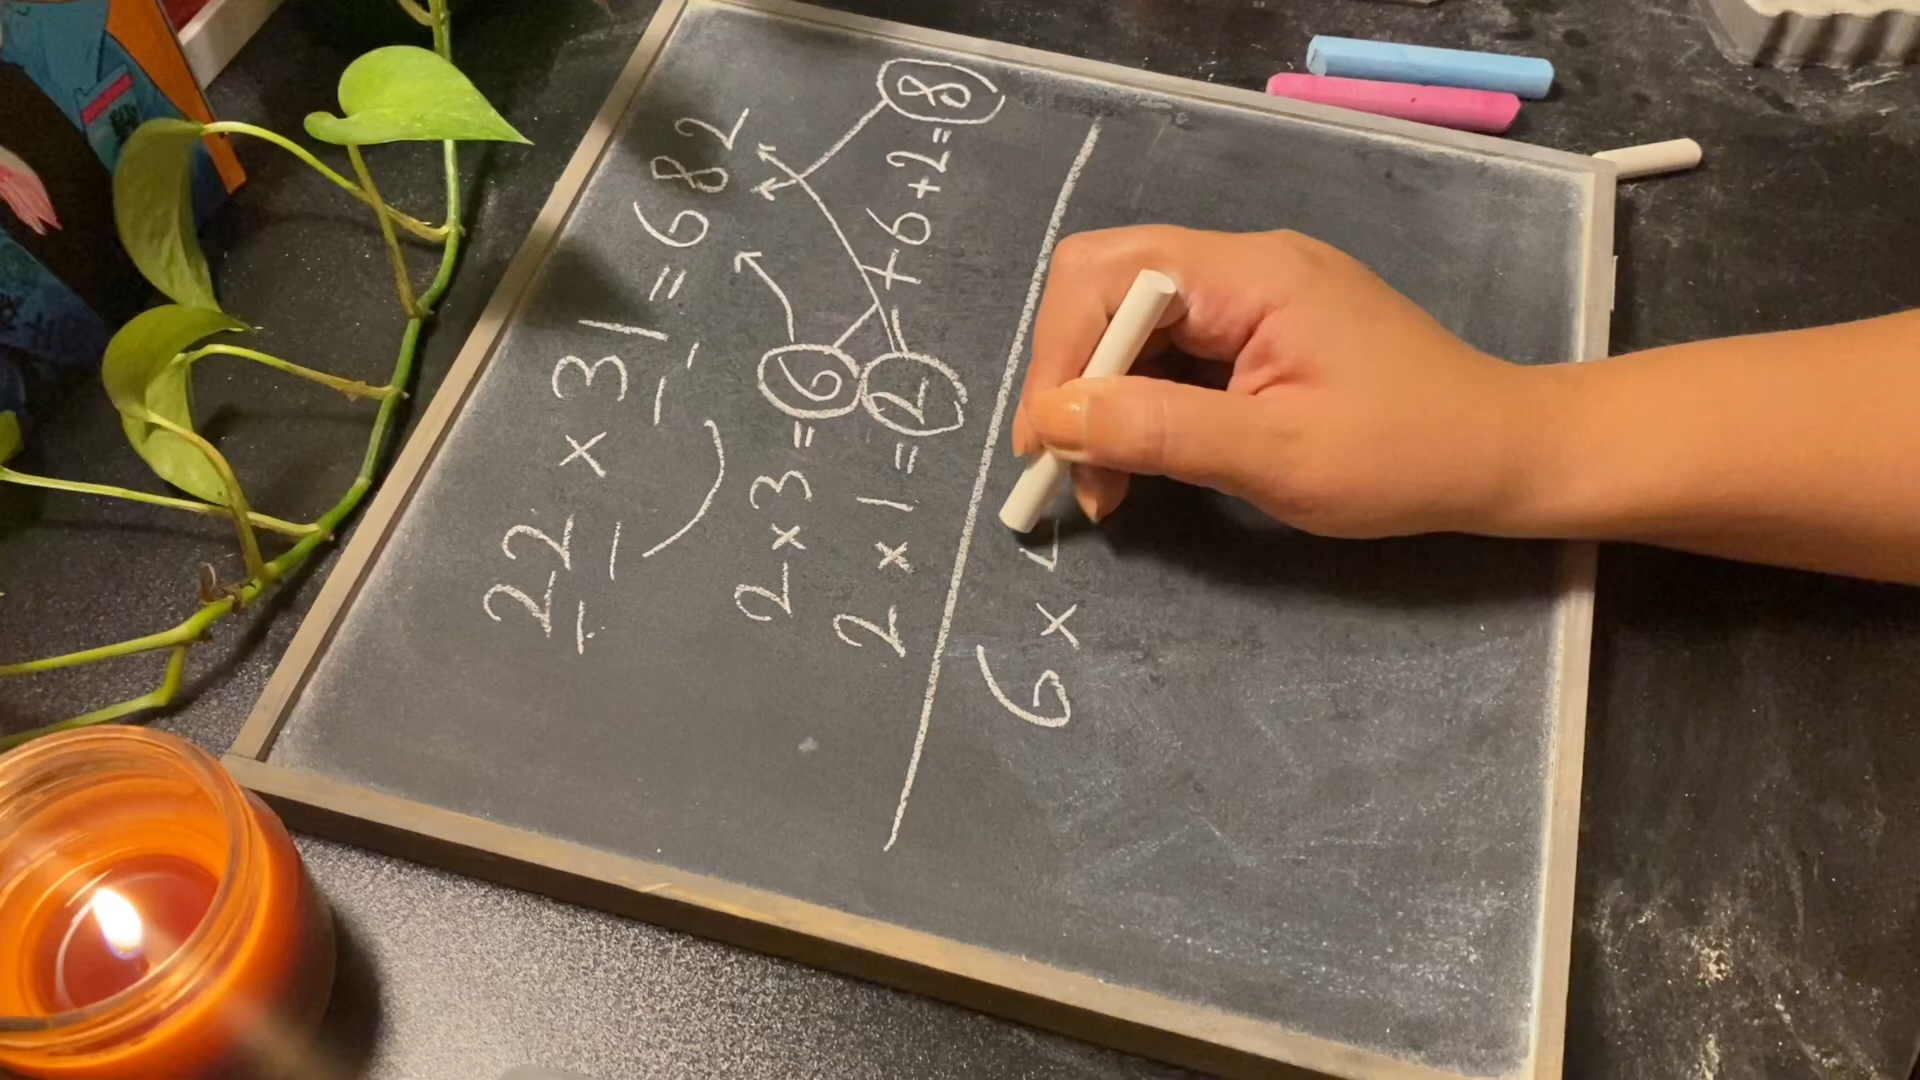 22 × 31 = 682
2 × 3 = 6
2 × 1 = 2 + 6 + 2 = 8
6 ×